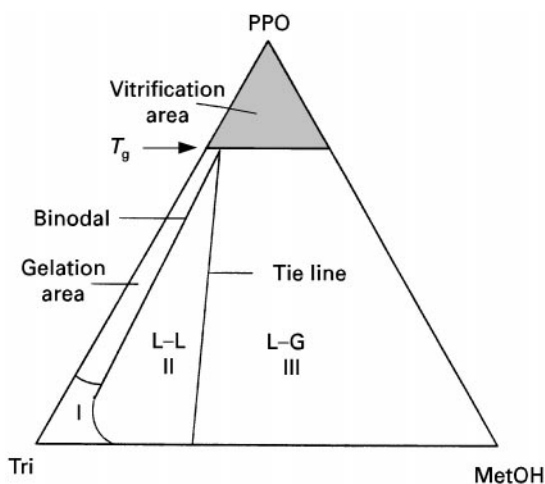 PPO
Vitrification
area
Tg
Binodal
Gelation
area
Tie line
L–L
II
L–G
III
I
Tri
MetOH